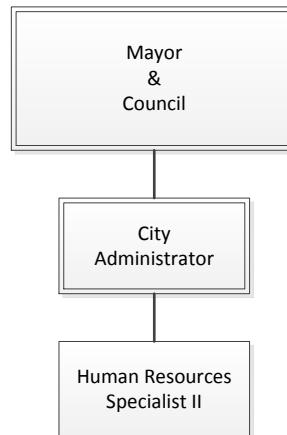 Mayor
&
Council
City
Administrator
Human Resources
Specialist II